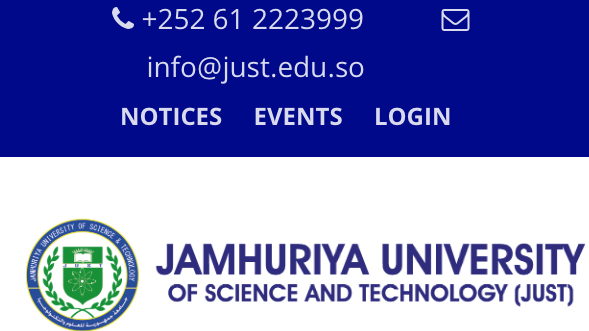 +252 61 2223999
info@just.edu.so
NOTICES EVENTS LOGIN
JAMHURIYA UNIVERSITY OF SCIENCE & TECHNOLOGY
JAMHURIYA UNIVERSITY
OF SCIENCE AND TECHNOLOGY (JUST)